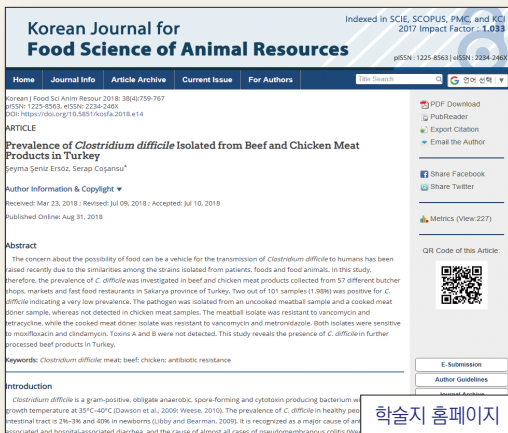 Korean Journal for
Food Science of Animal Resources
Indexed in SCIE, SCOPUS, PMC, and KCI
2017 Impact Factor : 1.033
pISSN : 1225-8563 | eISSN : 2234-246X
Home Journal Info Article Archive Current Issue For Authors Title Search 언어 선택 ▼
Korean J Food Sci Anim Resour 2018; 38(4):759-767
pISSN: 1225-8563, eISSN: 2234-246X
DOI: https://doi.org/10.5851/kosfa.2018.e14
ARTICLE
Prevalence of Clostridium difficile Isolated from Beef and Chicken Meat
Products in Turkey
Şeyma Şeniz Ersöz, Serap Coşansu*
Author Information & Copylight ▼
Received: Mar 23, 2018 ; Revised: Jul 09, 2018 ; Accepted: Jul 10, 2018
Published Online: Aug 31, 2018
Abstract
The concern about the possibility of food can be a vehicle for the transmission of Clostridium difficile to humans has been
raised recently due to the similarities among the strains isolated from patients, foods and food animals. In this study,
therefore, the prevalence of C. difficile was investigated in beef and chicken meat products collected from 57 different butcher
shops, markets and fast food restaurants in Sakarya province of Turkey. Two out of 101 samples (1.98%) was positive for C.
difficile indicating a very low prevalence. The pathogen was isolated from an uncooked meatball sample and a cooked meat
döner sample, whereas not detected in chicken meat samples. The meatball isolate was resistant to vancomycin and
tetracycline, while the cooked meat döner isolate was resistant to vancomycin and metronidazole. Both isolates were sensitive
to moxifloxacin and clindamycin. Toxins A and B were not detected. This study reveals the presence of C. difficile in further
processed beef products in Turkey.
Keywords: Clostridium difficile; meat; beef; chicken; antibiotic resistance
Introduction
Clostridium difficile is a gram-positive, obligate anaerobic, spore-forming and cytotoxin producing bacterium
growth temperature at 35°C–40°C (Dawson et al., 2009; Weese, 2010). The prevalence of C. difficile in healthy
intestinal tract is 2%–3% and 40% in newborns (Libby and Bearman, 2009). It is recognized as a major cause of
associated and hospital-associated diarrhea, and the cause of almost all cases of pseudomembranous colitis
PDF Download
PubReader
Export Citation
Email the Author
Share Facebook
Share Twitter
Metrics (View:227)
QR Code of this Article:
E-Submission
Author Guidelines
Journal Archive
학술지 홈페이지